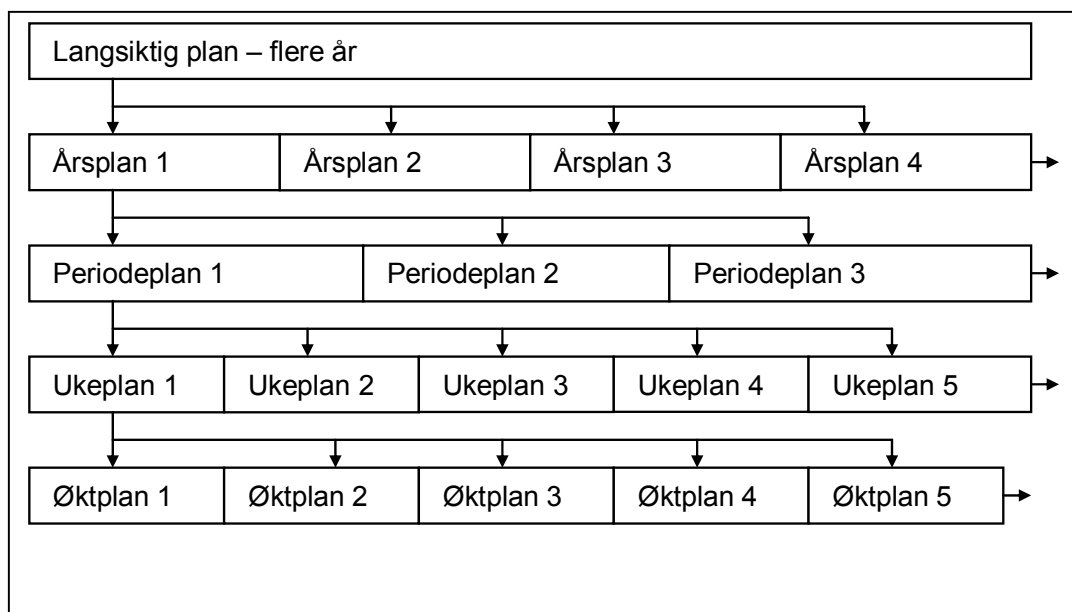 Langsiktig plan – flere år
Årsplan 1 Årsplan 2 Årsplan 3 Årsplan 4
Periodeplan 1 Periodeplan 2 Periodeplan 3
Ukeplan 1 Ukeplan 2 Ukeplan 3 Ukeplan 4 Ukeplan 5
Øktplan 1 Øktplan 2 Øktplan 3 Øktplan 4 Øktplan 5